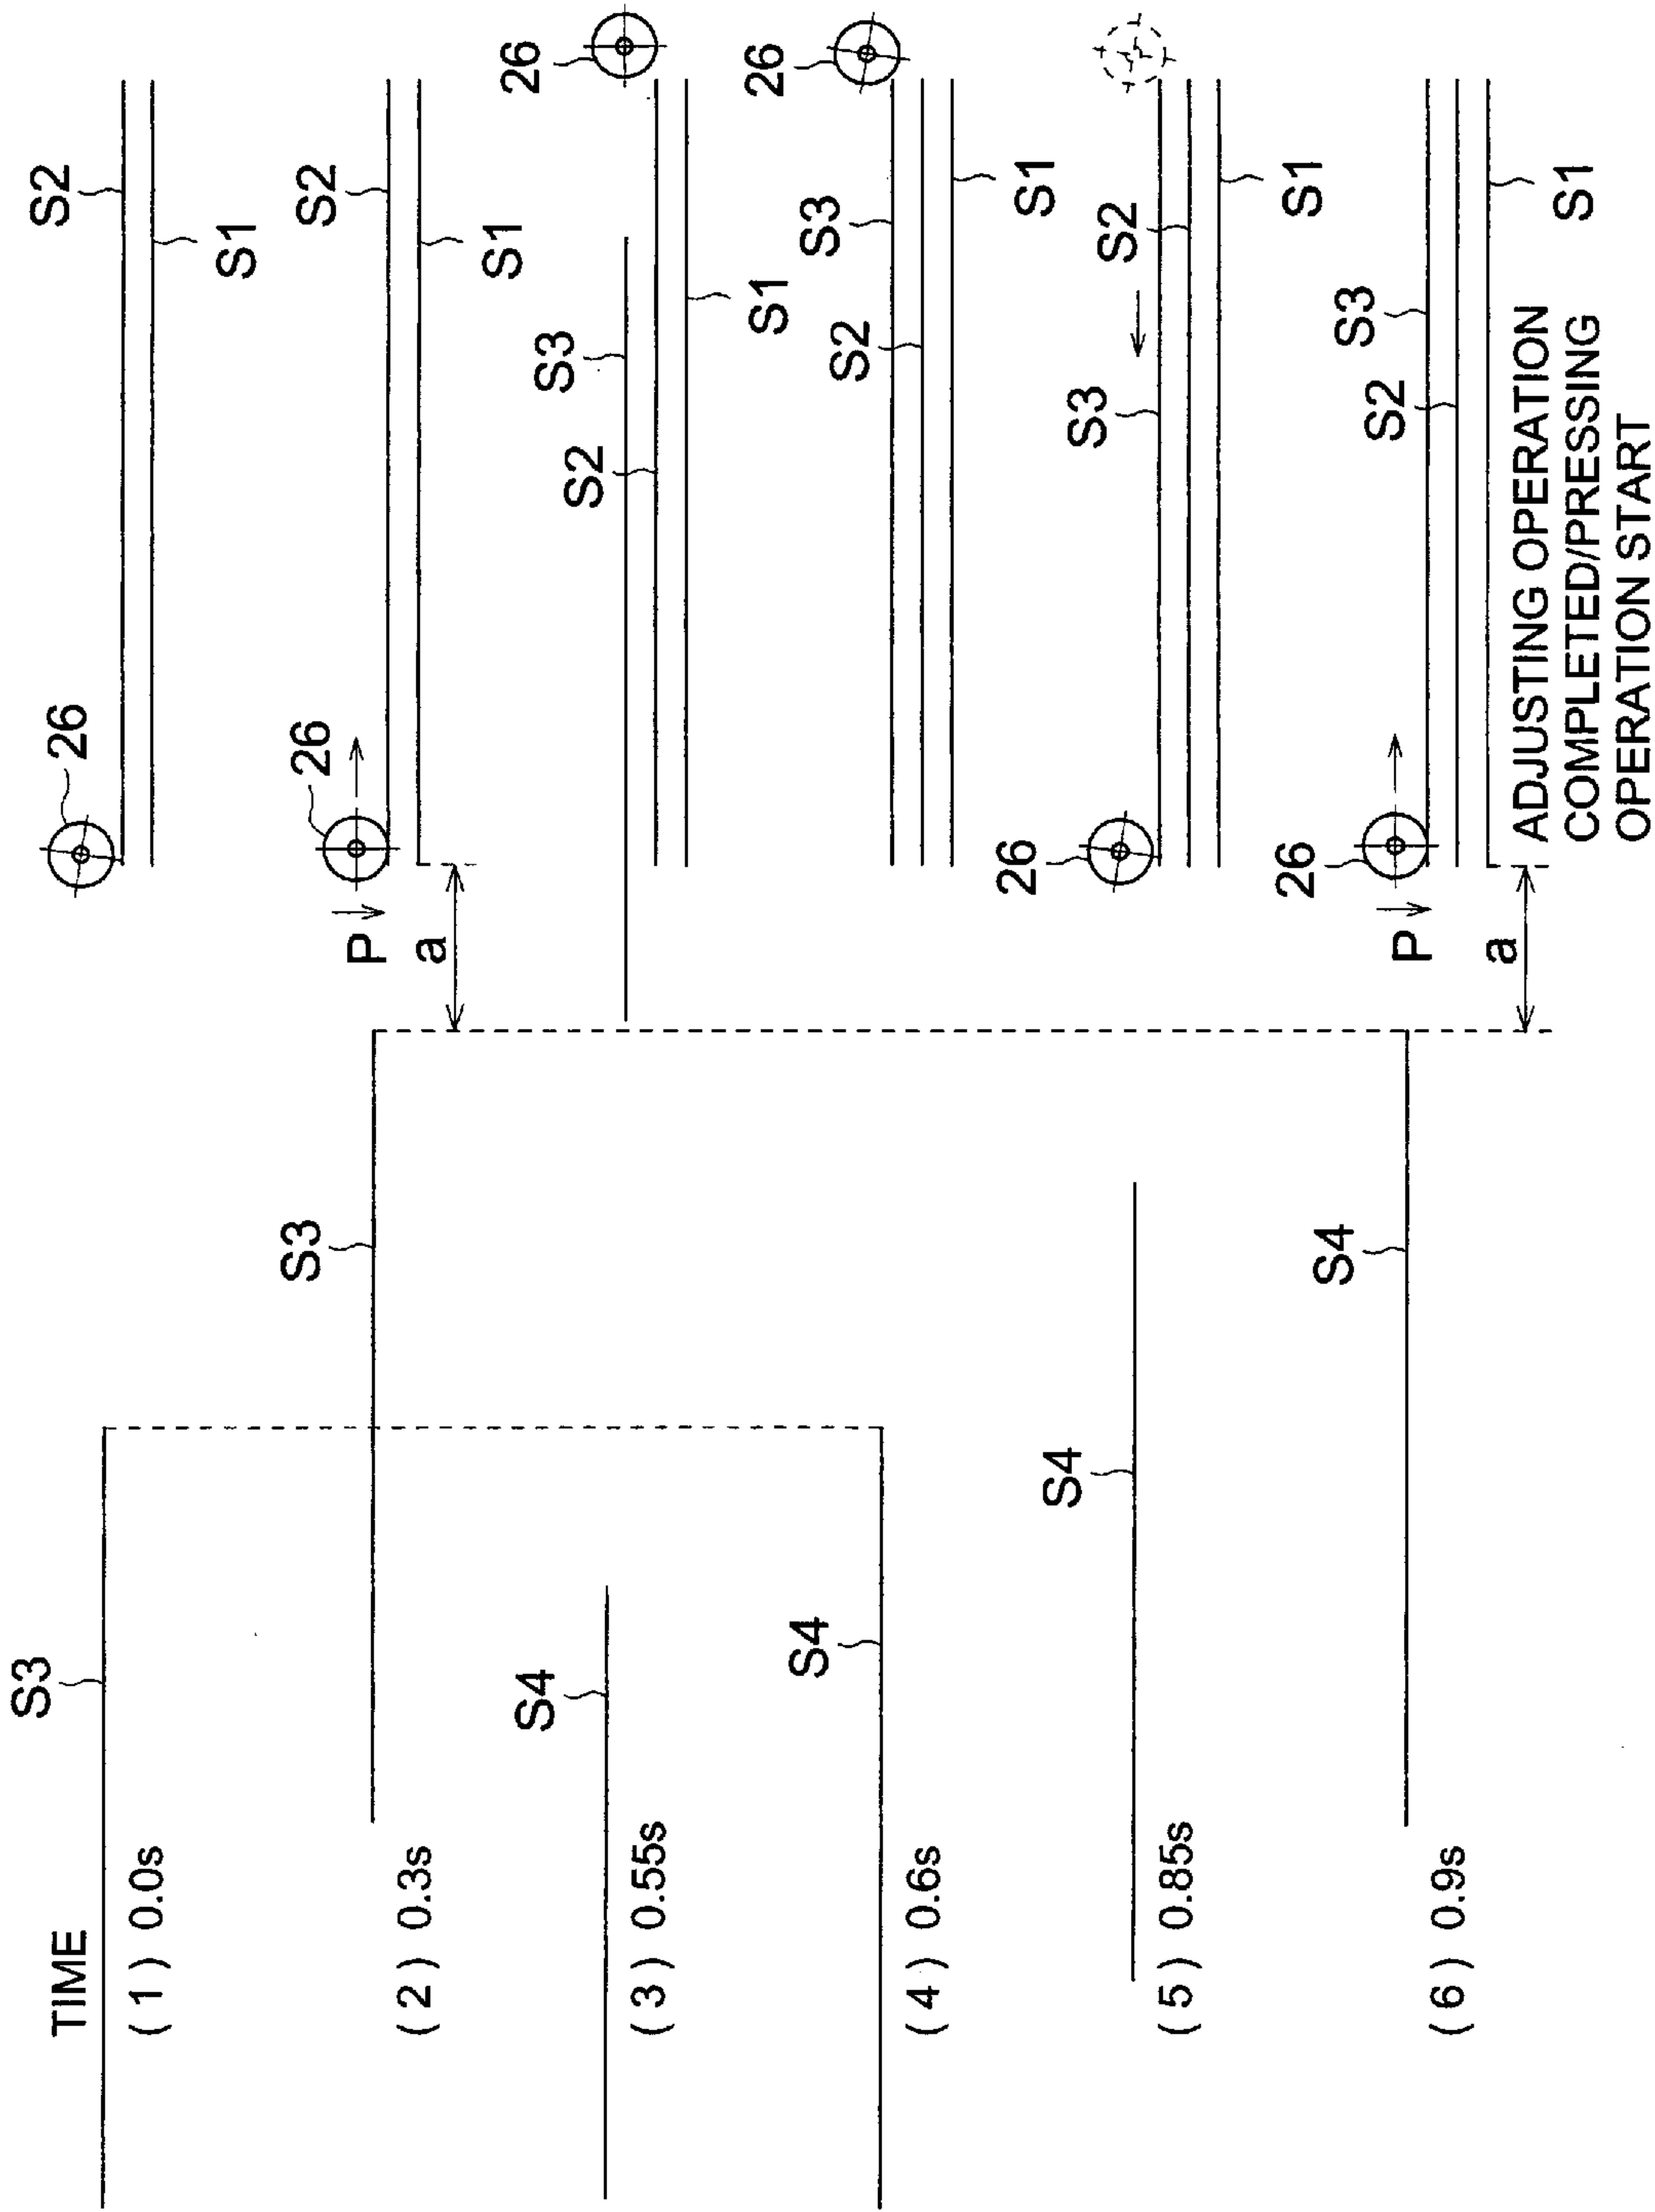 TIME
S3
26
S2
S1
( 1 ) 0.0s
S3
26
S2
S1
P
a
( 2 ) 0.3s
S4
S3
S2
26
S1
( 3 ) 0.55s
S4
S2
S3
26
S1
( 4 ) 0.6s
S4
26
S3
S2
S1
( 5 ) 0.85s
S4
26
S2
S3
P
S1
a
( 6 ) 0.9s
ADJUSTING OPERATION
COMPLETED/PRESSING
OPERATION START